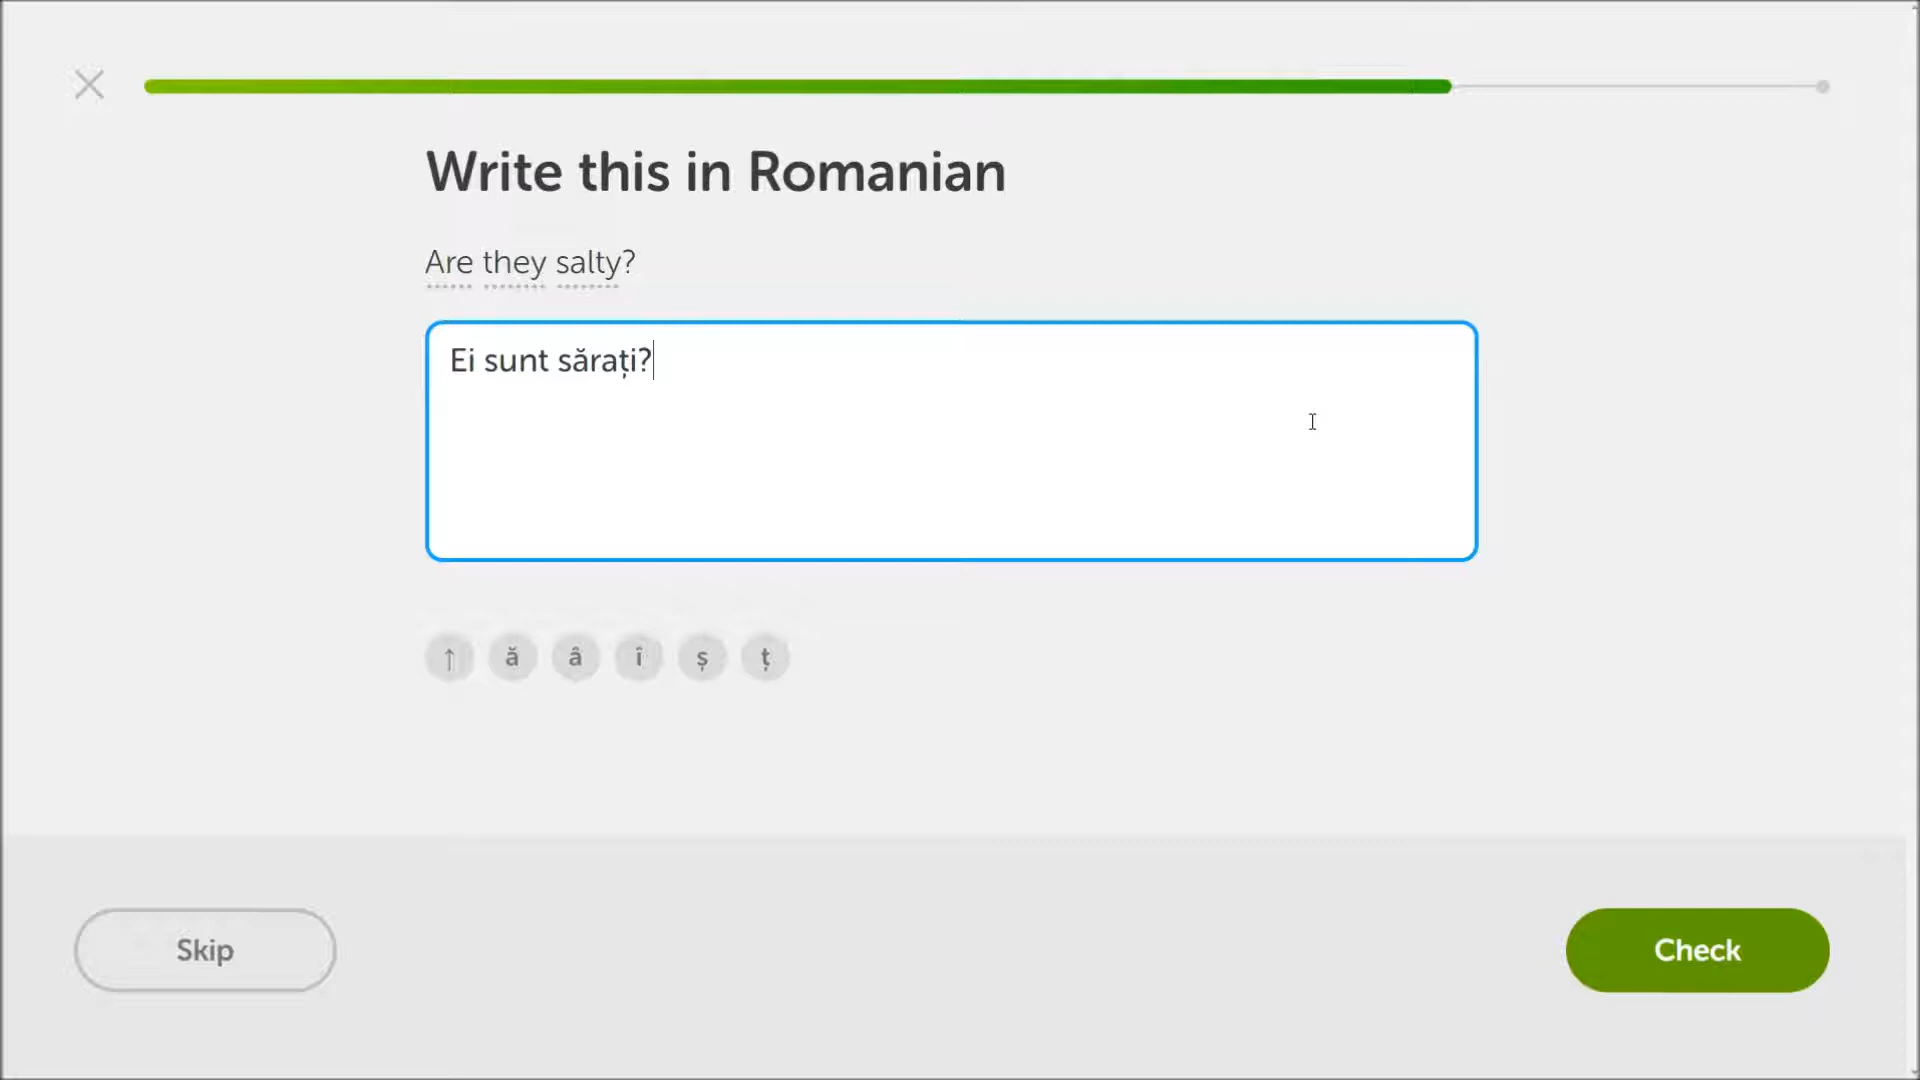 Write this in Romanian
Are they salty?
Ei sunt sărați?
↑ ă â î ș ț
Skip
Check